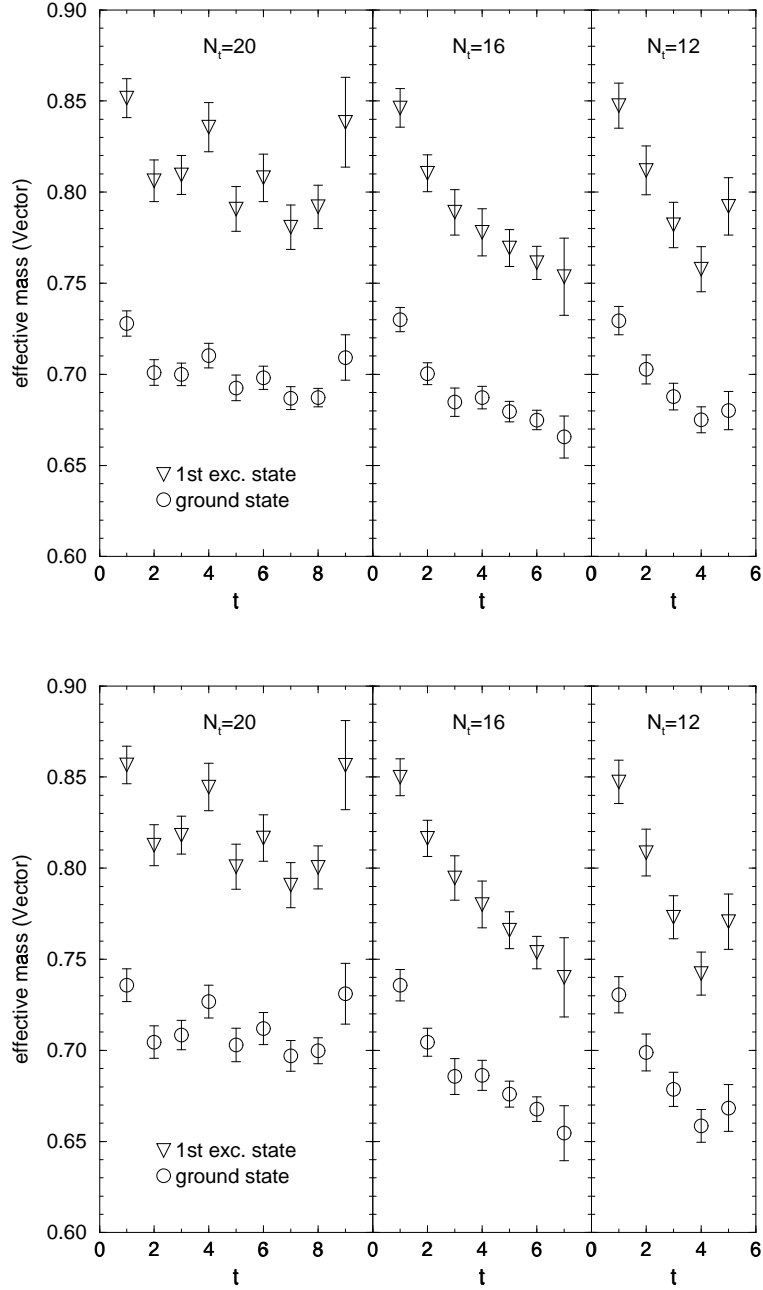 0.90
0.85
0.80
0.75
0.70
0.65
0.60
effective mass (Vector)
N_t=20
N_t=16
N_t=12
1st exc. state
ground state
0 2 4 6 8 0 2 4 6 0 2 4 6
t t t
0.90
0.85
0.80
0.75
0.70
0.65
0.60
effective mass (Vector)
N_t=20
N_t=16
N_t=12
1st exc. state
ground state
0 2 4 6 8 0 2 4 6 0 2 4 6
t t t